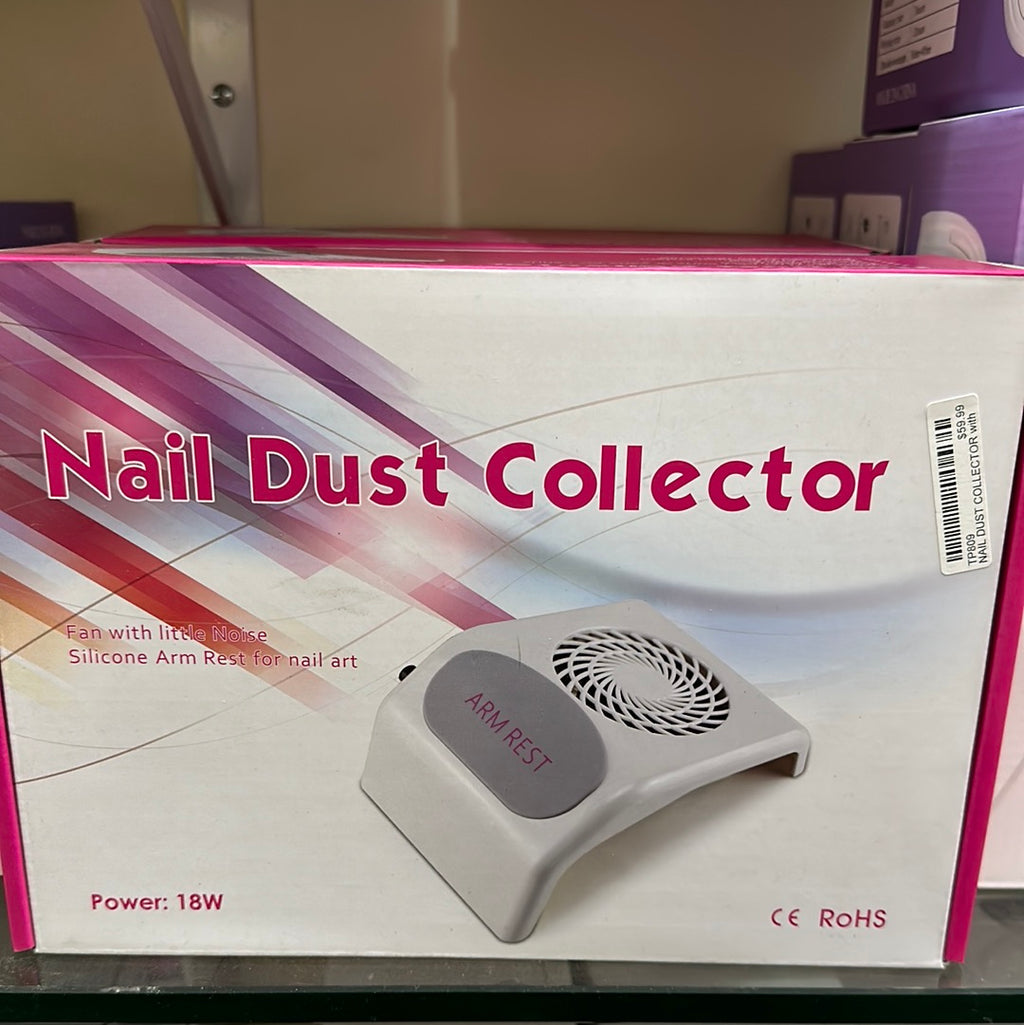 Nail Dust Collector
$59.99
TP809
NAIL DUST COLLECTOR with
Fan with little Noise
Silicone Arm Rest for nail art
ARM REST
Power: 18W
CE RoHS